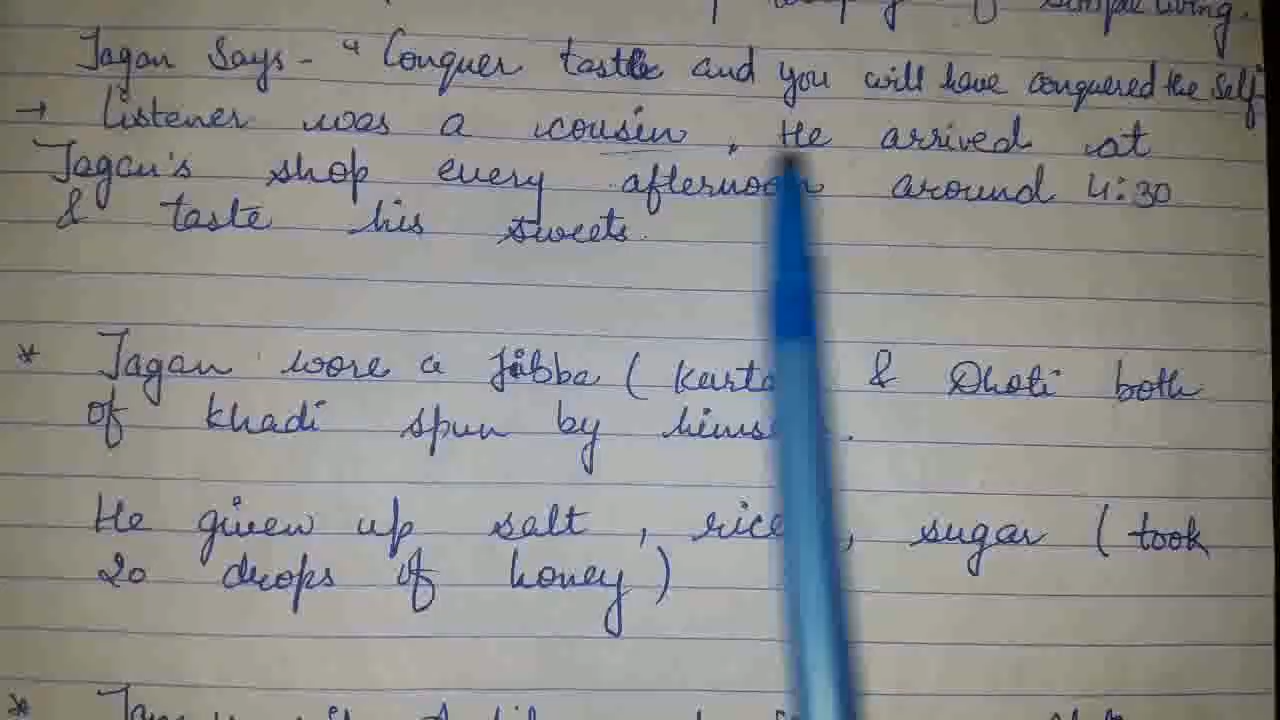 simple living.
Jagan Says- " Conquer taste and you will have conquered the self"
→ Listener was a cousin, He arrived at
Jagan's shop every afternoon around 4:30
& taste his sweets.
* Jagan wore a Jibba ( & Dhoti both
of khadi spun by
He given up salt, rice, sugar ( took
20 drops of honey )
*